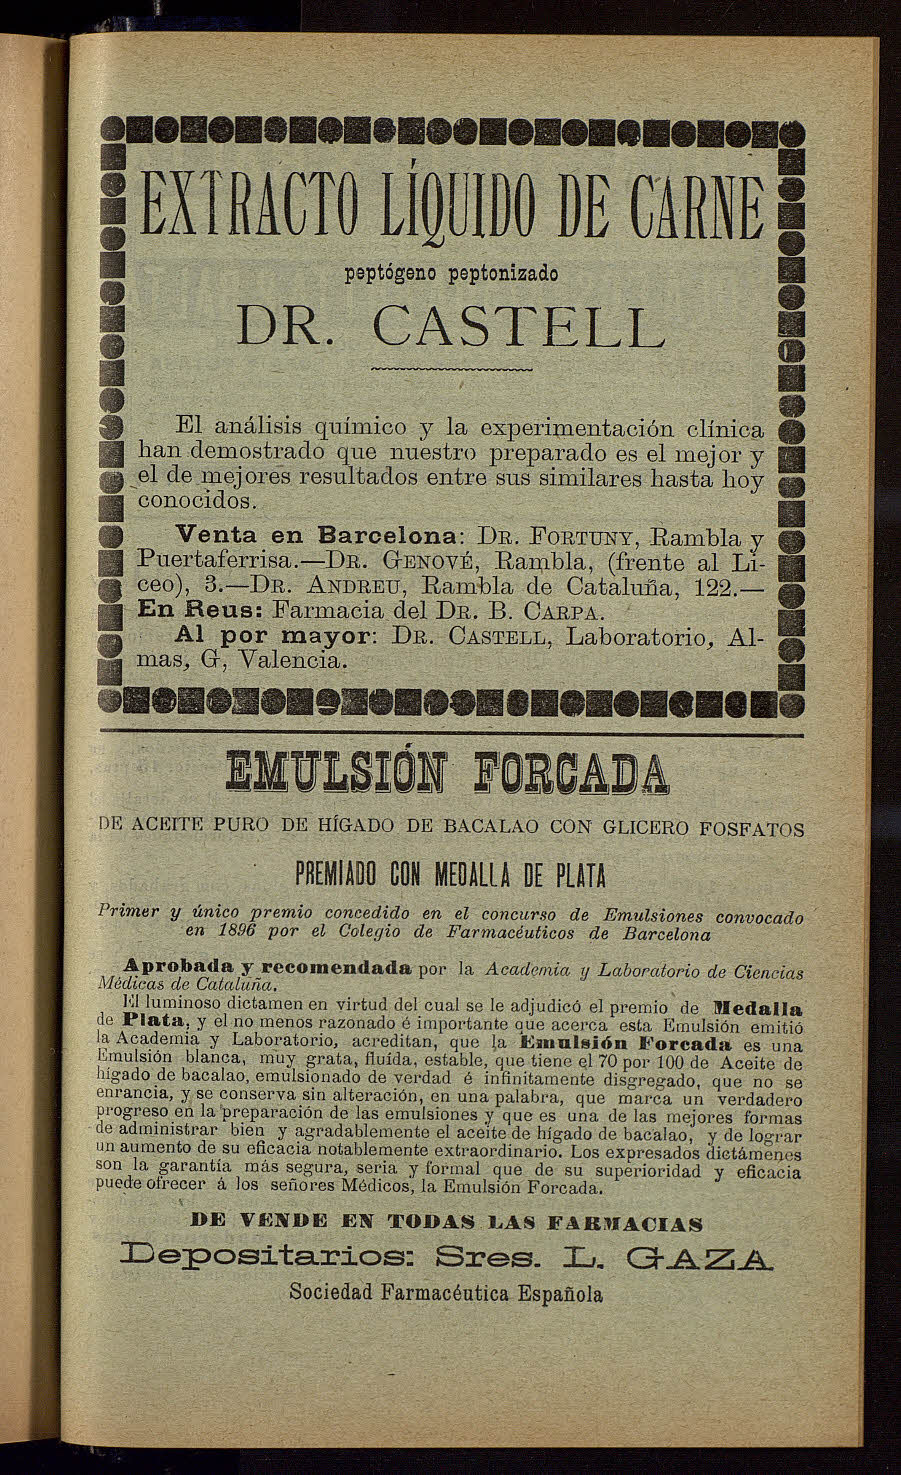 EXTRACTO LÍQUIDO DE CARNE
peptógeno peptonizado
DR. CASTELL
El análisis químico y la experimentación clínica
han demostrado que nuestro preparado es el mejor y
el de mejores resultados entre sus similares hasta hoy
conocidos.
Venta en Barcelona: DR. FORTUNY, Rambla y
Puertaferrisa.—DR. GENOVÉ, Rambla, (frente al Li-
ceo), 3.—DR. ANDREU, Rambla de Cataluña, 122.—
En Reus: Farmacia del DR. B. CARPA.
Al por mayor: DR. CASTELL, Laboratorio, Al-
mas, G, Valencia.
EMULSIÓN FORCADA
DE ACEITE PURO DE HÍGADO DE BACALAO CON GLICERO FOSFATOS
PREMIADO CON MEDALLA DE PLATA
Primer y único premio concedido en el concurso de Emulsiones convocado
en 1896 por el Colegio de Farmacéuticos de Barcelona
Aprobada y recomendada por la Academia y Laboratorio de Ciencias
Médicas de Cataluña.
El luminoso dictamen en virtud del cual se le adjudicó el premio de Medalla
de Plata, y el no menos razonado é importante que acerca esta Emulsión emitió
la Academia y Laboratorio, acreditan, que la Emulsión Forcada es una
Emulsión blanca, muy grata, fluída, estable, que tiene el 70 por 100 de Aceite de
hígado de bacalao, emulsionado de verdad é infinitamente disgregado, que no se
enrancia, y se conserva sin alteración, en una palabra, que marca un verdadero
progreso en la preparación de las emulsiones y que es una de las mejores formas
de administrar bien y agradablemente el aceite de hígado de bacalao, y de lograr
un aumento de su eficacia notablemente extraordinario. Los expresados dictámenes
son la garantía más segura, seria y formal que de su superioridad y eficacia
puede ofrecer á los señores Médicos, la Emulsión Forcada.
DE VENDE EN TODAS LAS FARMACIAS
Depositarios: Sres. L. GAZA
Sociedad Farmacéutica Española